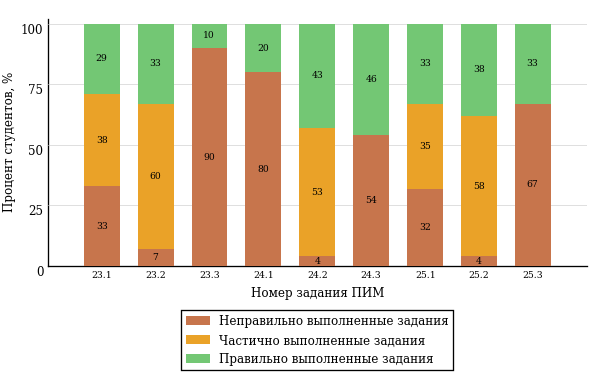 Процент студентов, %
100
75
50
25
0
29 33 10 20 43 46 33 38 33
38 60 53 35 58
33 7 90 80 4 54 32 4 67
23.1 23.2 23.3 24.1 24.2 24.3 25.1 25.2 25.3
Номер задания ПИМ
Неправильно выполненные задания
Частично выполненные задания
Правильно выполненные задания